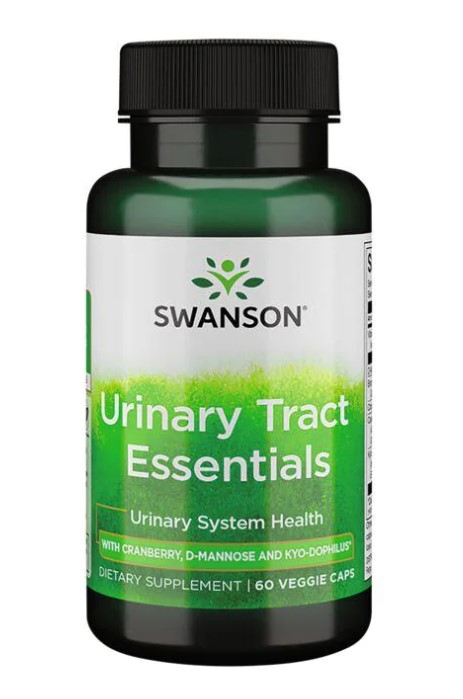 SWANSON®
Urinary Tract
Essentials
Urinary System Health
WITH CRANBERRY, D-MANNOSE AND KYO-DOPHILUS®
DIETARY SUPPLEMENT | 60 VEGGIE CAPS